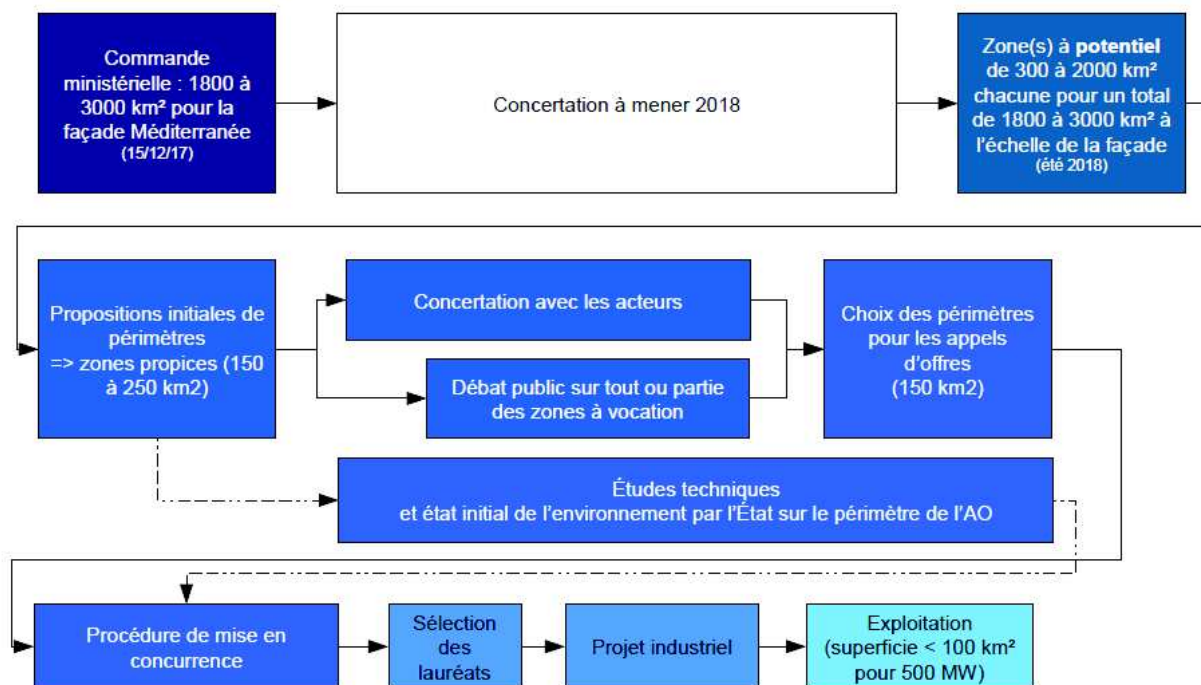 Commande
ministérielle : 1800 à
3000 km² pour la
façade Méditerranée
(15/12/17)
Concertation à mener 2018
Zone(s) à potentiel
de 300 à 2000 km²
chacune pour un total
de 1800 à 3000 km² à
l'échelle de la façade
(été 2018)
Propositions initiales de
périmètres
=> zones propices (150
à 250 km2)
Concertation avec les acteurs
Débat public sur tout ou partie
des zones à vocation
Choix des périmètres
pour les appels
d'offres
(150 km2)
Études techniques
et état initial de l'environnement par l'État sur le périmètre de l'AO
Procédure de mise en
concurrence
Sélection
des
lauréats
Projet industriel
Exploitation
(superficie < 100 km²
pour 500 MW)